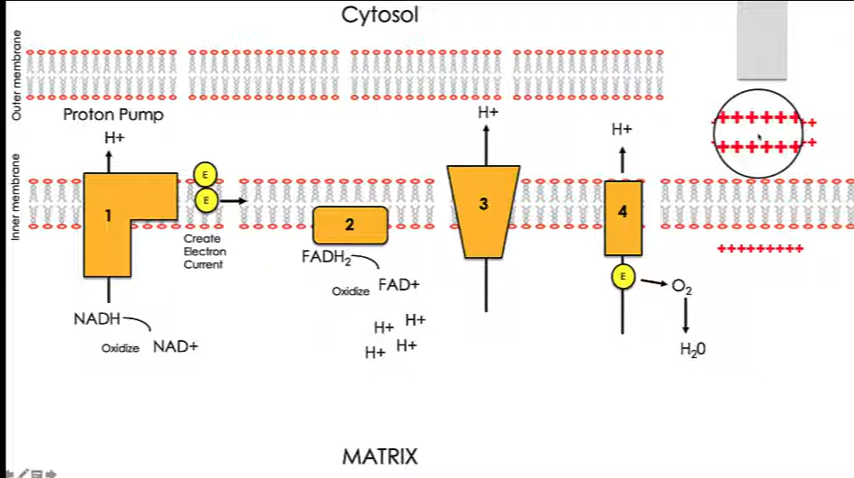 Cytosol
Outer membrane
Proton Pump
H+
H+
H+
Inner membrane
E
E
1
2
3
4
Create
Electron
Current
FADH₂
Oxidize
FAD+
E
O₂
NADH
Oxidize
NAD+
H+
H+
H+
H+
H₂0
++++++
++
++++++
++
++++++++++
MATRIX